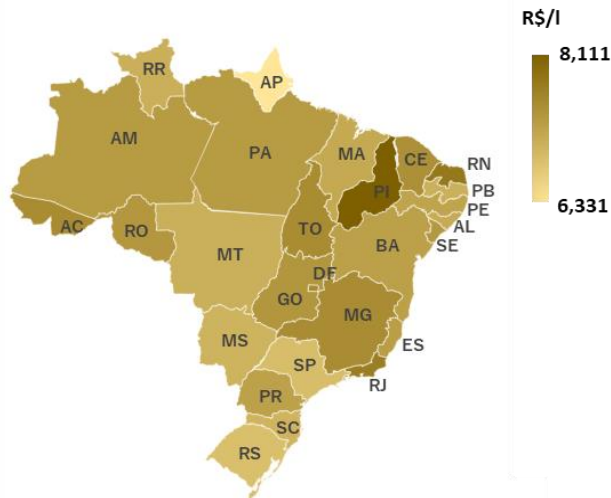 R$/l
8,111
6,331
RR
AP
AM
PA
MA
CE
RN
PB
PE
AL
SE
PI
AC
RO
TO
BA
MT
DF
GO
MG
ES
MS
SP
RJ
PR
SC
RS